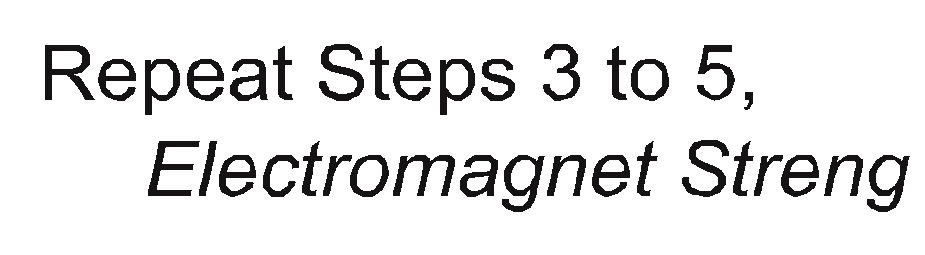 Repeat Steps 3 to 5,
Electromagnet Streng